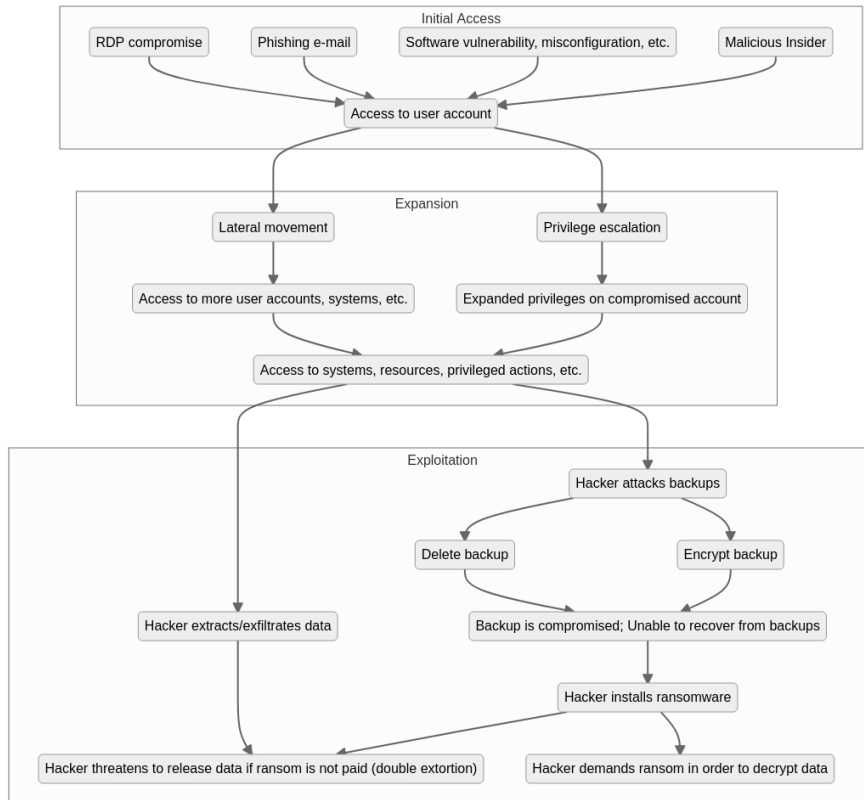 Initial Access
RDP compromise
Phishing e-mail
Software vulnerability, misconfiguration, etc.
Malicious Insider
Access to user account
Expansion
Lateral movement
Privilege escalation
Access to more user accounts, systems, etc.
Expanded privileges on compromised account
Access to systems, resources, privileged actions, etc.
Exploitation
Hacker attacks backups
Delete backup
Encrypt backup
Hacker extracts/exfiltrates data
Backup is compromised; Unable to recover from backups
Hacker installs ransomware
Hacker threatens to release data if ransom is not paid (double extortion)
Hacker demands ransom in order to decrypt data